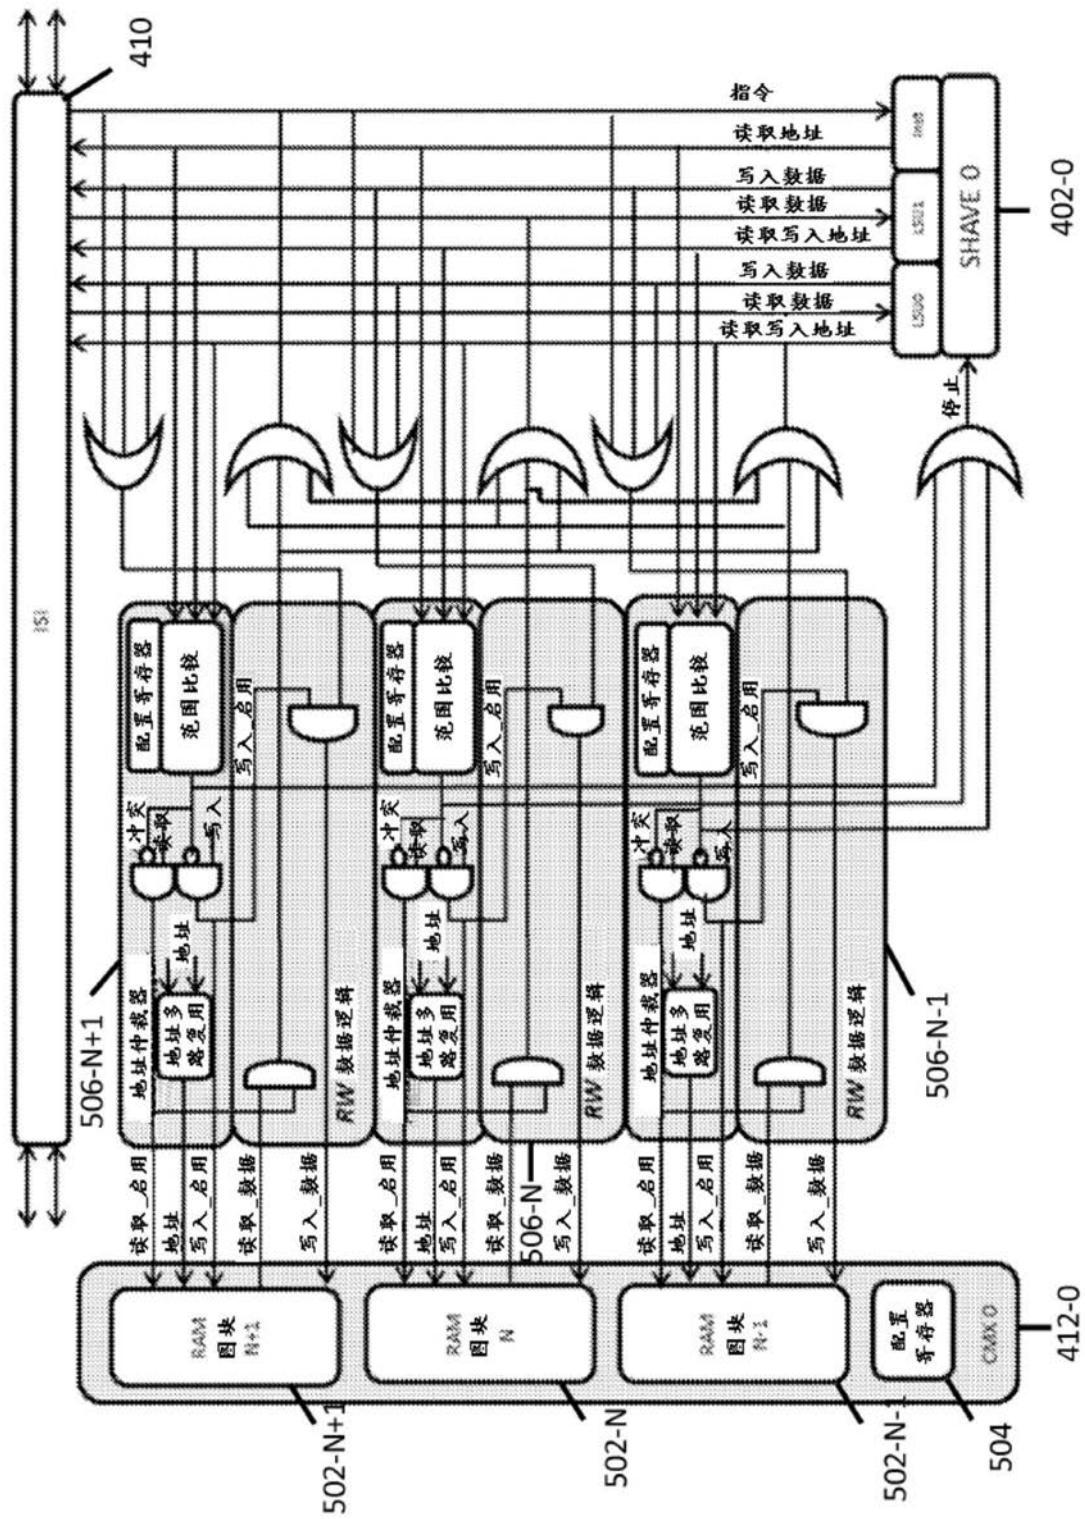 410
ISI
指令
读取地址
写入数据
读取数据
读取写入地址
写入数据
读取数据
读取写入地址
Inst
LSU1
LSU0
SHAVE 0
402-0
停止
506-N+1
配置寄存器
范围比较
冲突
读取
写入
写入_启用
地址
地址仲裁器
地址多
路复用
RW 数据逻辑
读取_启用
地址
写入_启用
读取_数据
写入_数据
506-N
配置寄存器
范围比较
冲突
读取
写入
写入_启用
地址
地址仲裁器
地址多
路复用
RW 数据逻辑
读取_启用
地址
写入_启用
读取_数据
写入_数据
506-N-1
配置寄存器
范围比较
冲突
读取
写入
写入_启用
地址
地址仲裁器
地址多
路复用
RW 数据逻辑
读取_启用
地址
写入_启用
读取_数据
写入_数据
RAM
图块
N+1
RAM
图块
N
RAM
图块
N-1
配置
寄存器
CMX 0
412-0
502-N+1
502-N
502-N-1
504